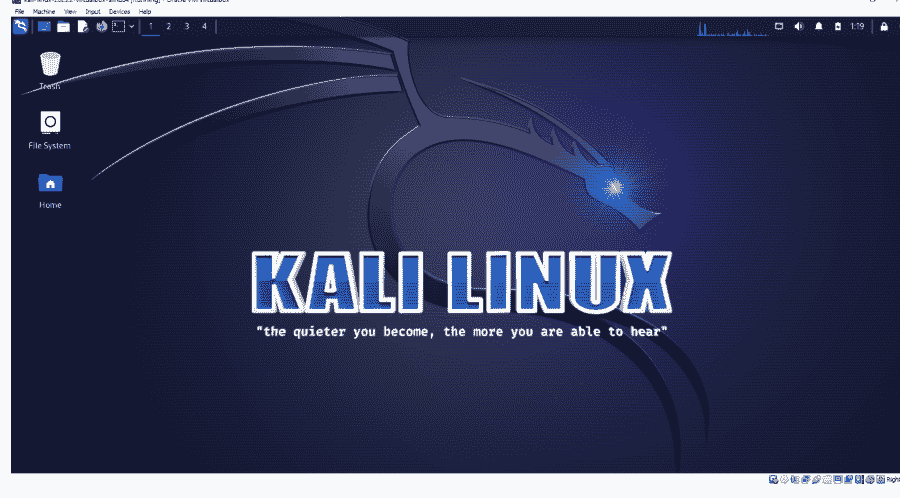 File Machine View Input Devices Help
1 2 3 4
1:19
Trash
File System
Home
KALI LINUX
"the quieter you become, the more you are able to hear"
Right